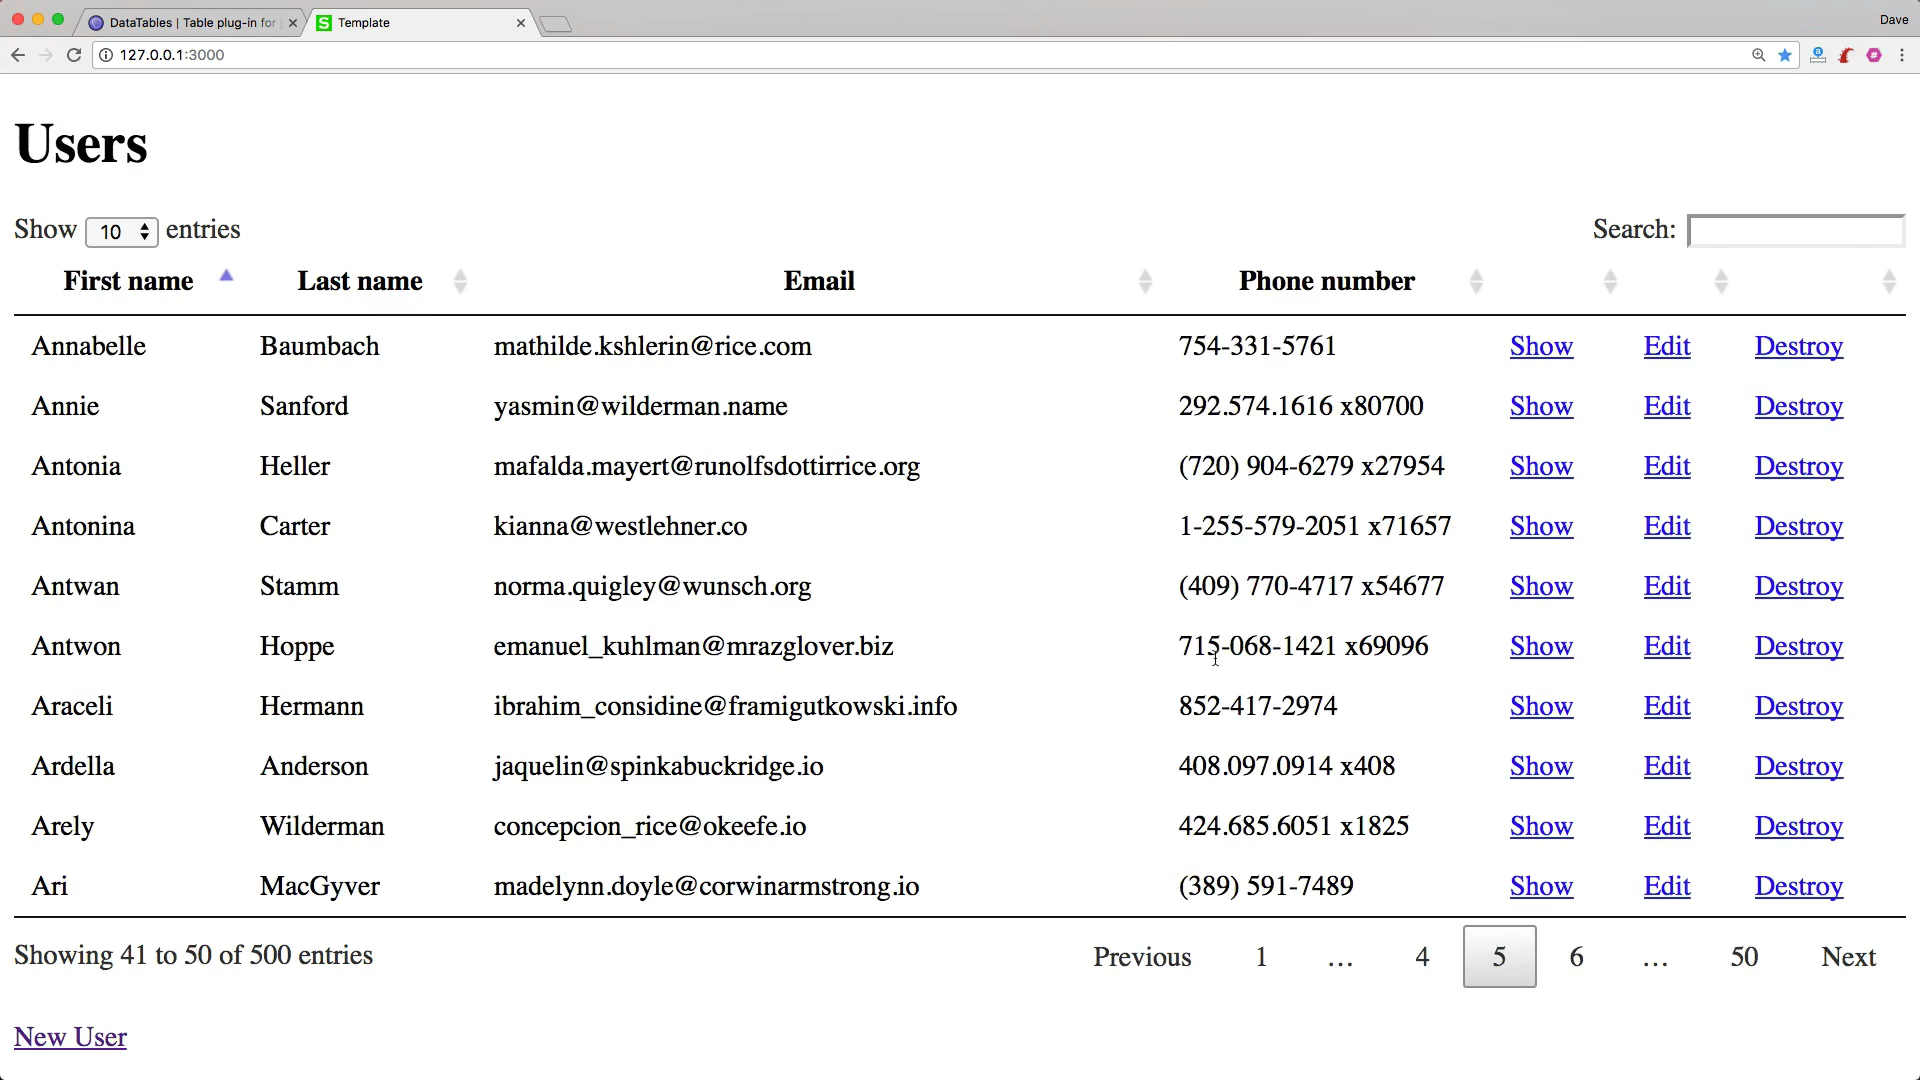 DataTables | Table plug-in for
Template
Dave
127.0.0.1:3000
Users
Show 10 entries
Search:
First name Last name Email Phone number
Annabelle Baumbach mathilde.kshlerin@rice.com 754-331-5761 Show Edit Destroy
Annie Sanford yasmin@wilderman.name 292.574.1616 x80700 Show Edit Destroy
Antonia Heller mafalda.mayert@runolfsdottirrice.org (720) 904-6279 x27954 Show Edit Destroy
Antonina Carter kianna@westlehner.co 1-255-579-2051 x71657 Show Edit Destroy
Antwan Stamm norma.quigley@wunsch.org (409) 770-4717 x54677 Show Edit Destroy
Antwon Hoppe emanuel_kuhlman@mrazglover.biz 715-068-1421 x69096 Show Edit Destroy
Araceli Hermann ibrahim_considine@framigutkowski.info 852-417-2974 Show Edit Destroy
Ardella Anderson jaquelin@spinkabuckridge.io 408.097.0914 x408 Show Edit Destroy
Arely Wilderman concepcion_rice@okeefe.io 424.685.6051 x1825 Show Edit Destroy
Ari MacGyver madelynn.doyle@corwinarmstrong.io (389) 591-7489 Show Edit Destroy
Showing 41 to 50 of 500 entries
Previous 1 … 4 5 6 … 50 Next
New User